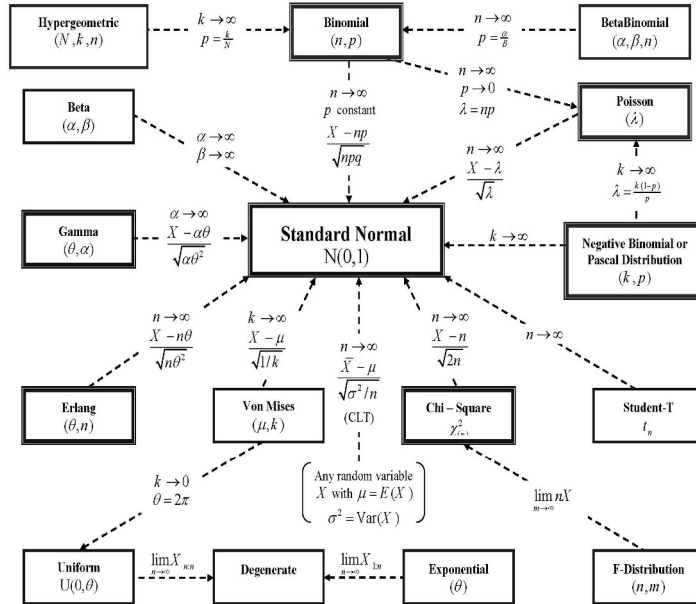 Hypergeometric
(N,k,n)
k→∞
p = k/N
Binomial
(n,p)
n→∞
p = α/β
BetaBinomial
(α,β,n)
Beta
(α,β)
α→∞
β→∞
n→∞
p constant
X − np
√npq
n→∞
p→0
λ = np
Poisson
(λ)
n→∞
X − λ
√λ
k→∞
λ = k(1−p)/p
Gamma
(θ,α)
α→∞
X − αθ
√αθ²
Standard Normal
N(0,1)
k→∞
Negative Binomial or
Pascal Distribution
(k,p)
n→∞
X − nθ
√nθ²
k→∞
X − μ
√1/k
n→∞
X̄ − μ
√σ²/n
(CLT)
n→∞
X − n
√2n
n→∞
Erlang
(θ,n)
Von Mises
(μ,k)
Chi – Square
χ²₍ₙ₎
Student-T
tₙ
k→0
θ = 2π
Any random variable
X with μ = E(X)
σ² = Var(X)
lim nX
m→∞
Uniform
U(0,θ)
lim X n:n
n→∞
Degenerate
lim X 1:n
n→∞
Exponential
(θ)
F-Distribution
(n,m)